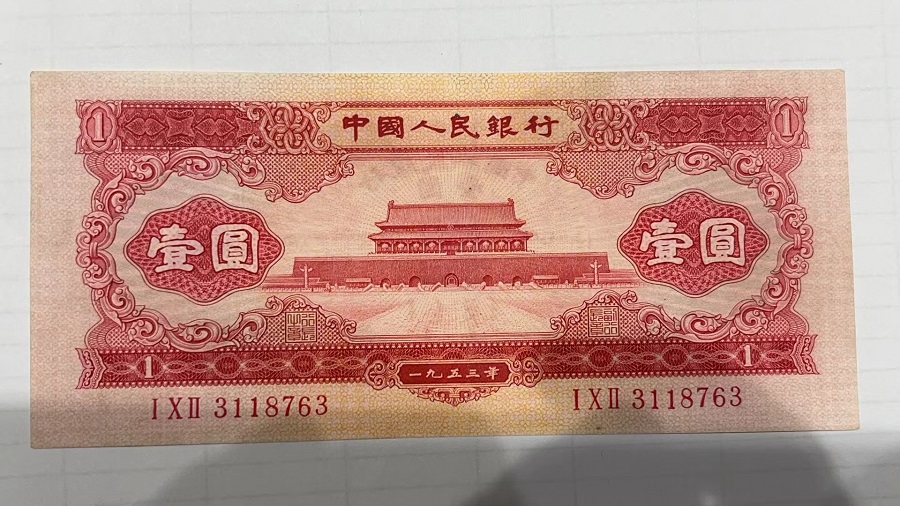 1 中國人民銀行 1
壹圓 壹圓
1 一九五三年 1
I X II 3118763 I X II 3118763